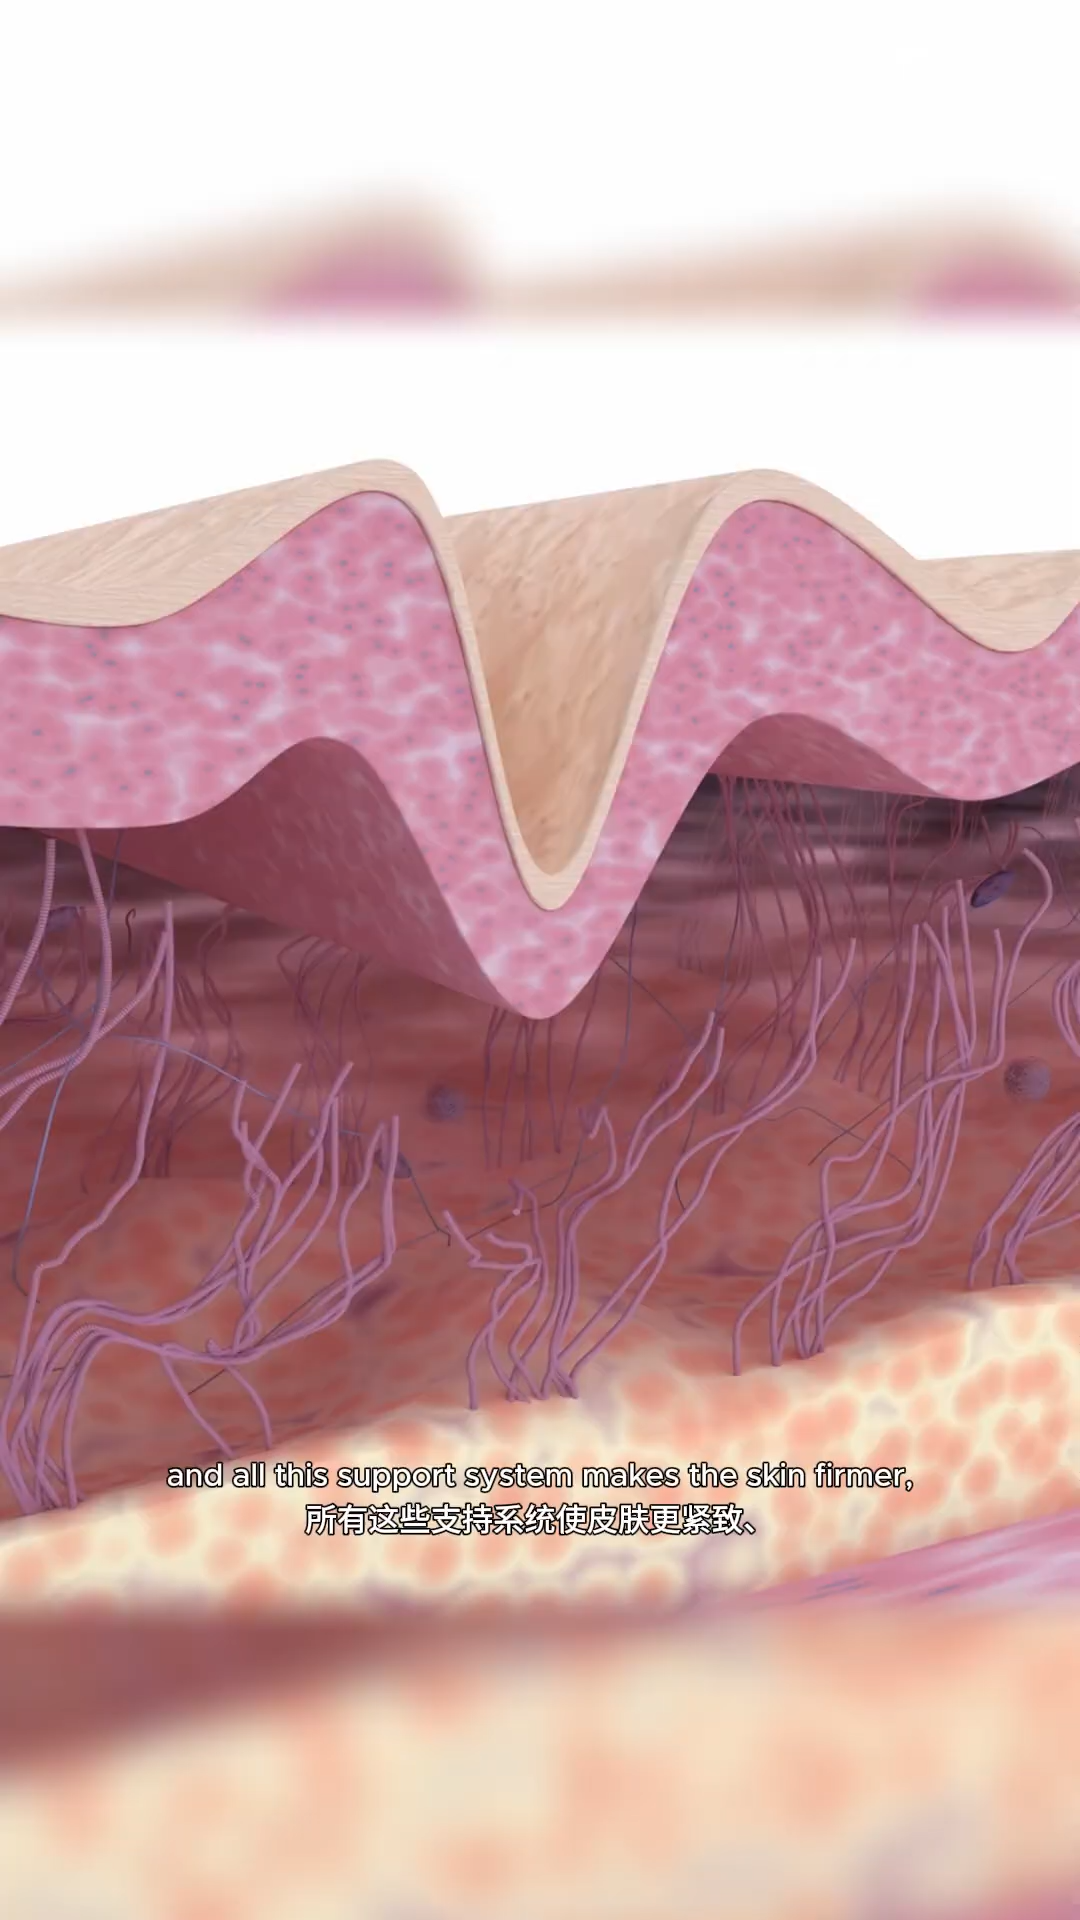 and all this support system makes the skin firmer,
所有这些支持系统使皮肤更紧致、